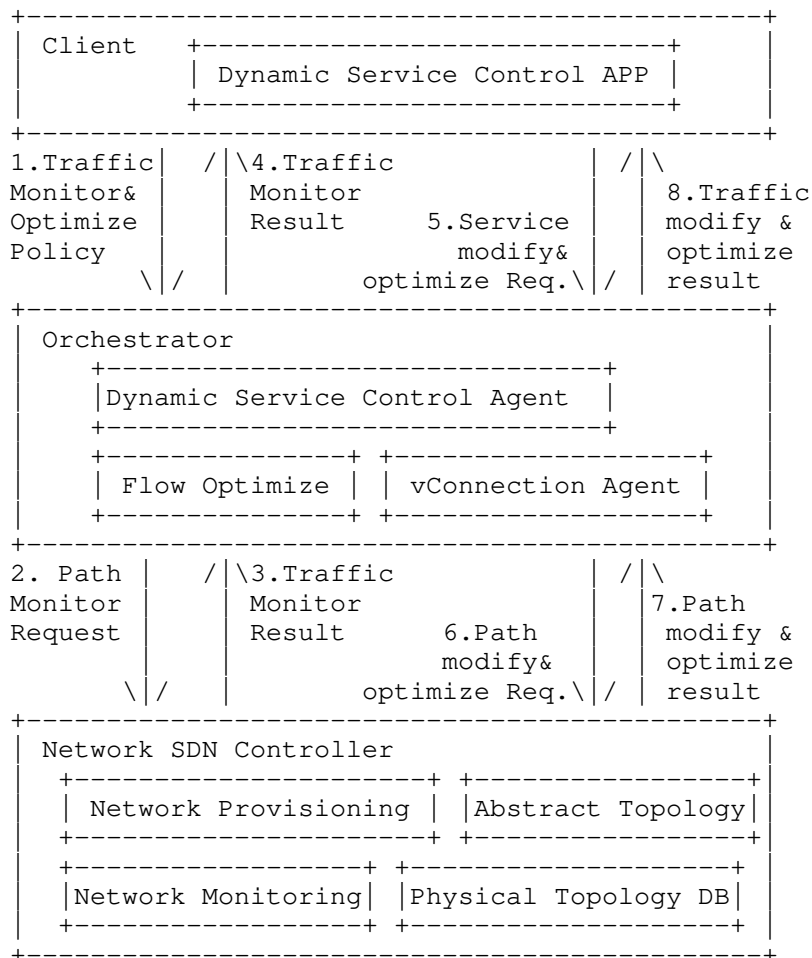 Client
Dynamic Service Control APP
1.Traffic 4.Traffic
Monitor& Monitor 8.Traffic
Optimize Result 5.Service modify &
Policy modify& optimize
optimize Req. result
Orchestrator
Dynamic Service Control Agent
Flow Optimize vConnection Agent
2. Path 3.Traffic
Monitor Monitor 7.Path
Request Result 6.Path modify &
modify& optimize
optimize Req. result
Network SDN Controller
Network Provisioning Abstract Topology
Network Monitoring Physical Topology DB